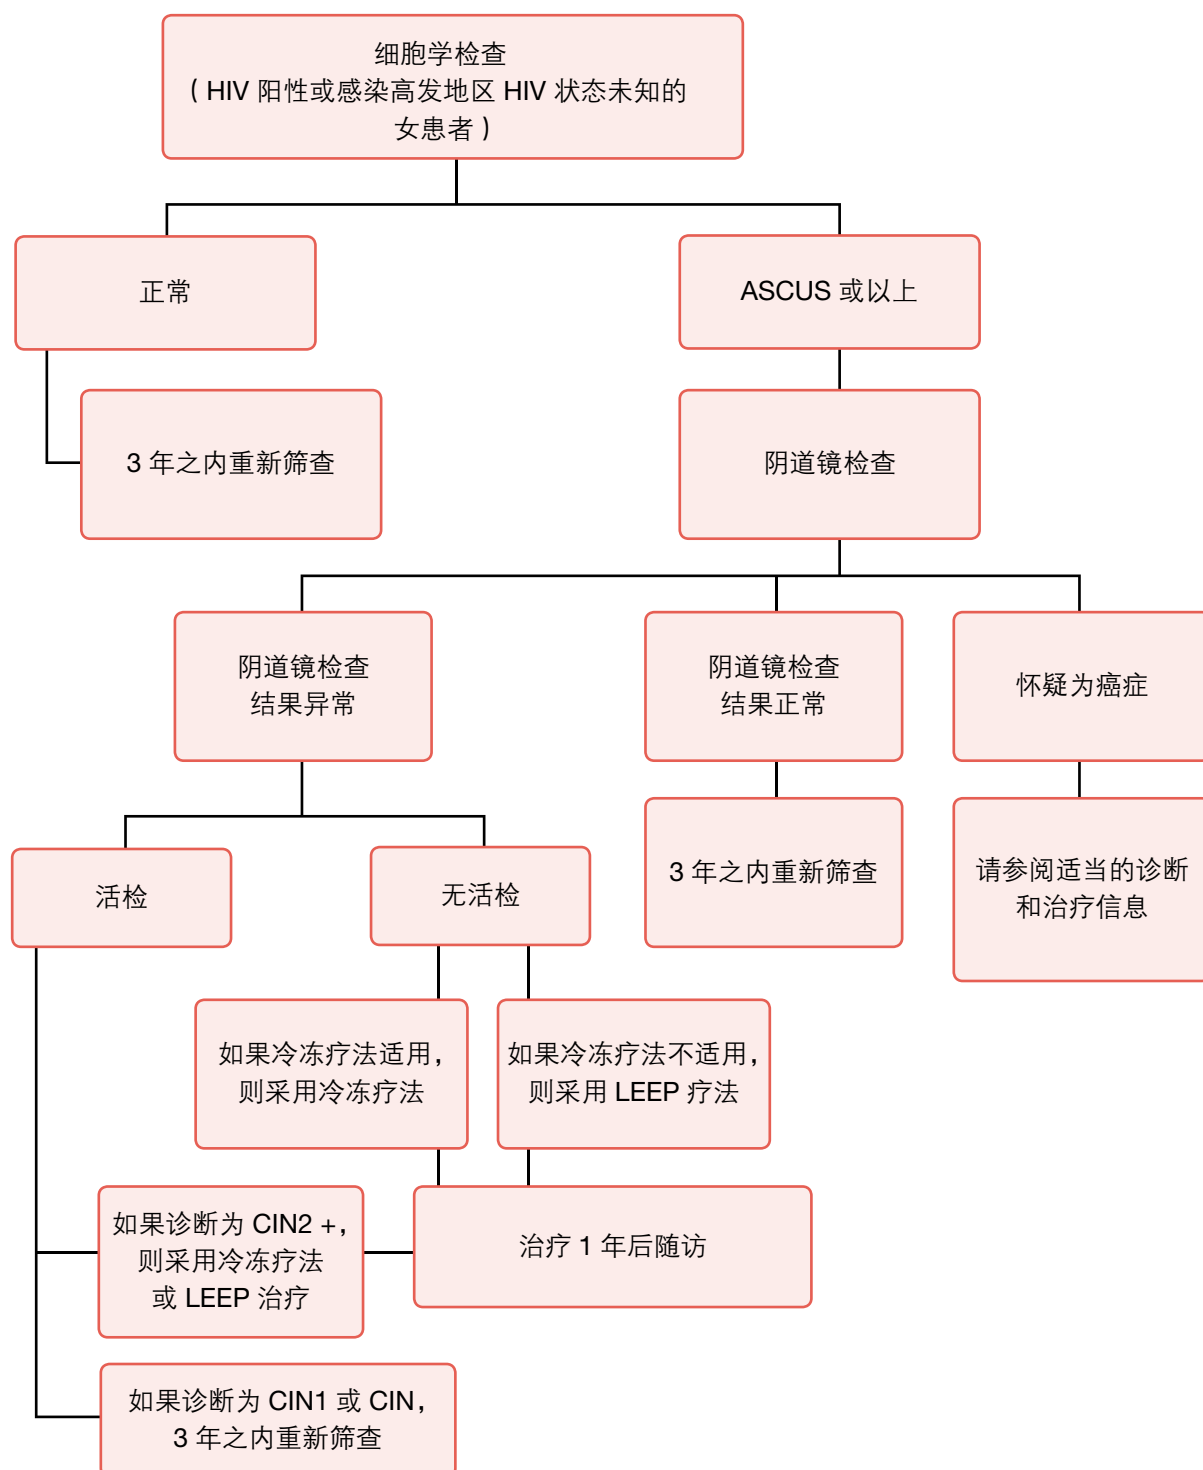 细胞学检查
（HIV 阳性或感染高发地区 HIV 状态未知的
女患者）
正常
ASCUS 或以上
3 年之内重新筛查
阴道镜检查
阴道镜检查
结果异常
阴道镜检查
结果正常
怀疑为癌症
活检
无活检
3 年之内重新筛查
请参阅适当的诊断
和治疗信息
如果冷冻疗法适用，
则采用冷冻疗法
如果冷冻疗法不适用，
则采用 LEEP 疗法
如果诊断为 CIN2 +，
则采用冷冻疗法
或 LEEP 治疗
治疗 1 年后随访
如果诊断为 CIN1 或 CIN，
3 年之内重新筛查